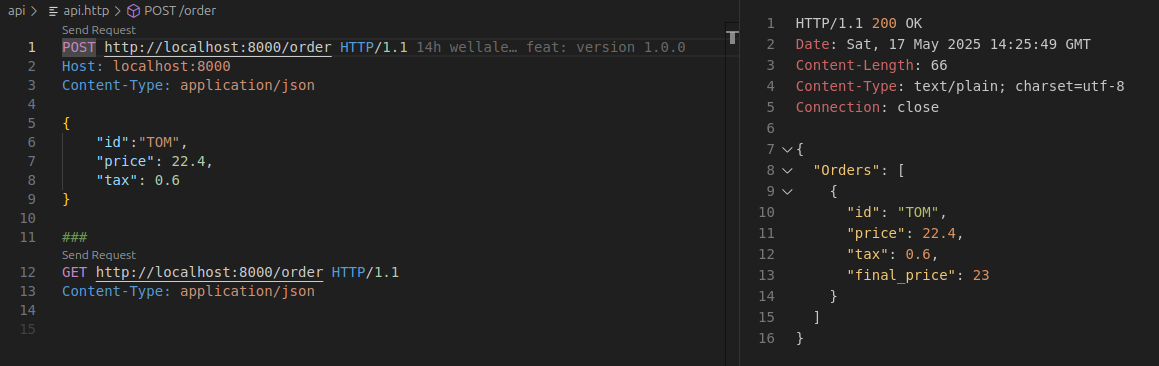 api > api.http > POST /order
Send Request
1 POST http://localhost:8000/order HTTP/1.1 14h wellale… feat: version 1.0.0
2 Host: localhost:8000
3 Content-Type: application/json
4
5 {
6 "id":"TOM",
7 "price": 22.4,
8 "tax": 0.6
9 }
10
11 ###
Send Request
12 GET http://localhost:8000/order HTTP/1.1
13 Content-Type: application/json
14
15
1 HTTP/1.1 200 OK
2 Date: Sat, 17 May 2025 14:25:49 GMT
3 Content-Length: 66
4 Content-Type: text/plain; charset=utf-8
5 Connection: close
6
7 {
8 "Orders": [
9 {
10 "id": "TOM",
11 "price": 22.4,
12 "tax": 0.6,
13 "final_price": 23
14 }
15 ]
16 }